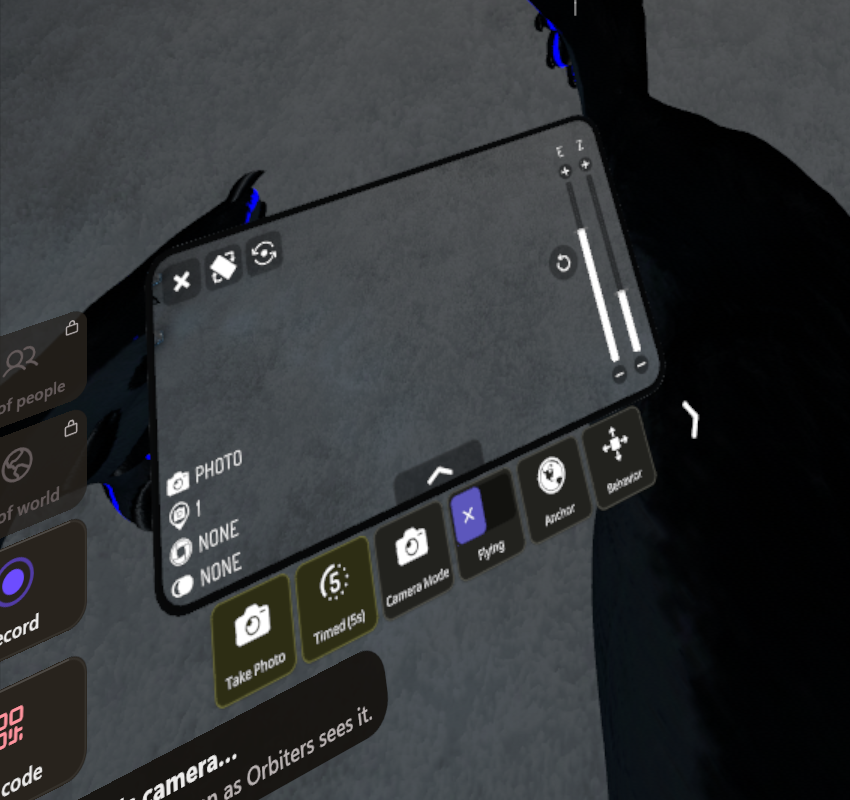 E Z
of people
of world
PHOTO
1
NONE
NONE
Behavior
Anchor
Flying
Camera Mode
5
Timed (5s)
Take Photo
ecord
code
camera...
as Orbiters sees it.